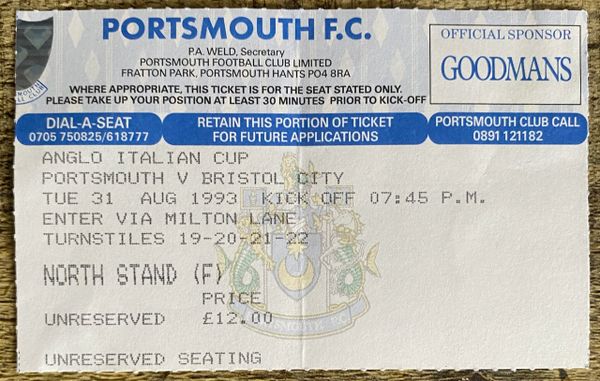 PORTSMOUTH F.C.
P.A. WELD, Secretary
PORTSMOUTH FOOTBALL CLUB LIMITED
FRATTON PARK, PORTSMOUTH HANTS PO4 8RA
WHERE APPROPRIATE, THIS TICKET IS FOR THE SEAT STATED ONLY.
PLEASE TAKE UP YOUR POSITION AT LEAST 30 MINUTES PRIOR TO KICK-OFF
OFFICIAL SPONSOR
GOODMANS
DIAL-A-SEAT
0705 750825/618777
RETAIN THIS PORTION OF TICKET
FOR FUTURE APPLICATIONS
PORTSMOUTH CLUB CALL
0891 121182
ANGLO ITALIAN CUP
PORTSMOUTH V BRISTOL CITY
TUE 31 AUG 1993 KICK OFF 07:45 P.M.
ENTER VIA MILTON LANE
TURNSTILES 19-20-21-22
NORTH STAND (F)
PRICE
UNRESERVED £12.00
PORTSMOUTH F.C.
UNRESERVED SEATING